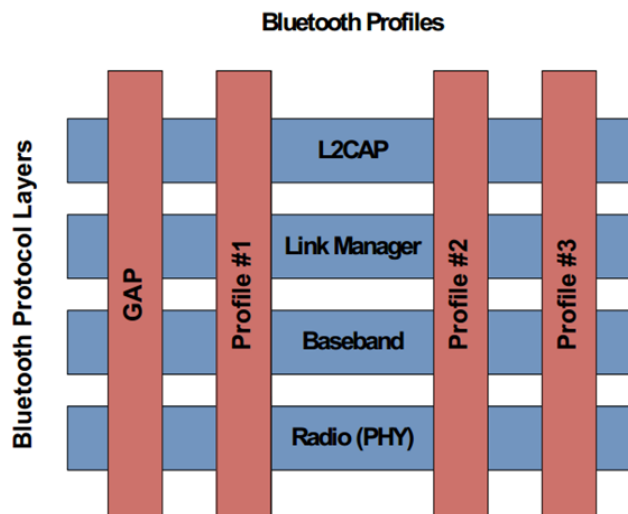 Bluetooth Profiles
Bluetooth Protocol Layers
GAP
Profile #1
L2CAP
Link Manager
Baseband
Radio (PHY)
Profile #2
Profile #3